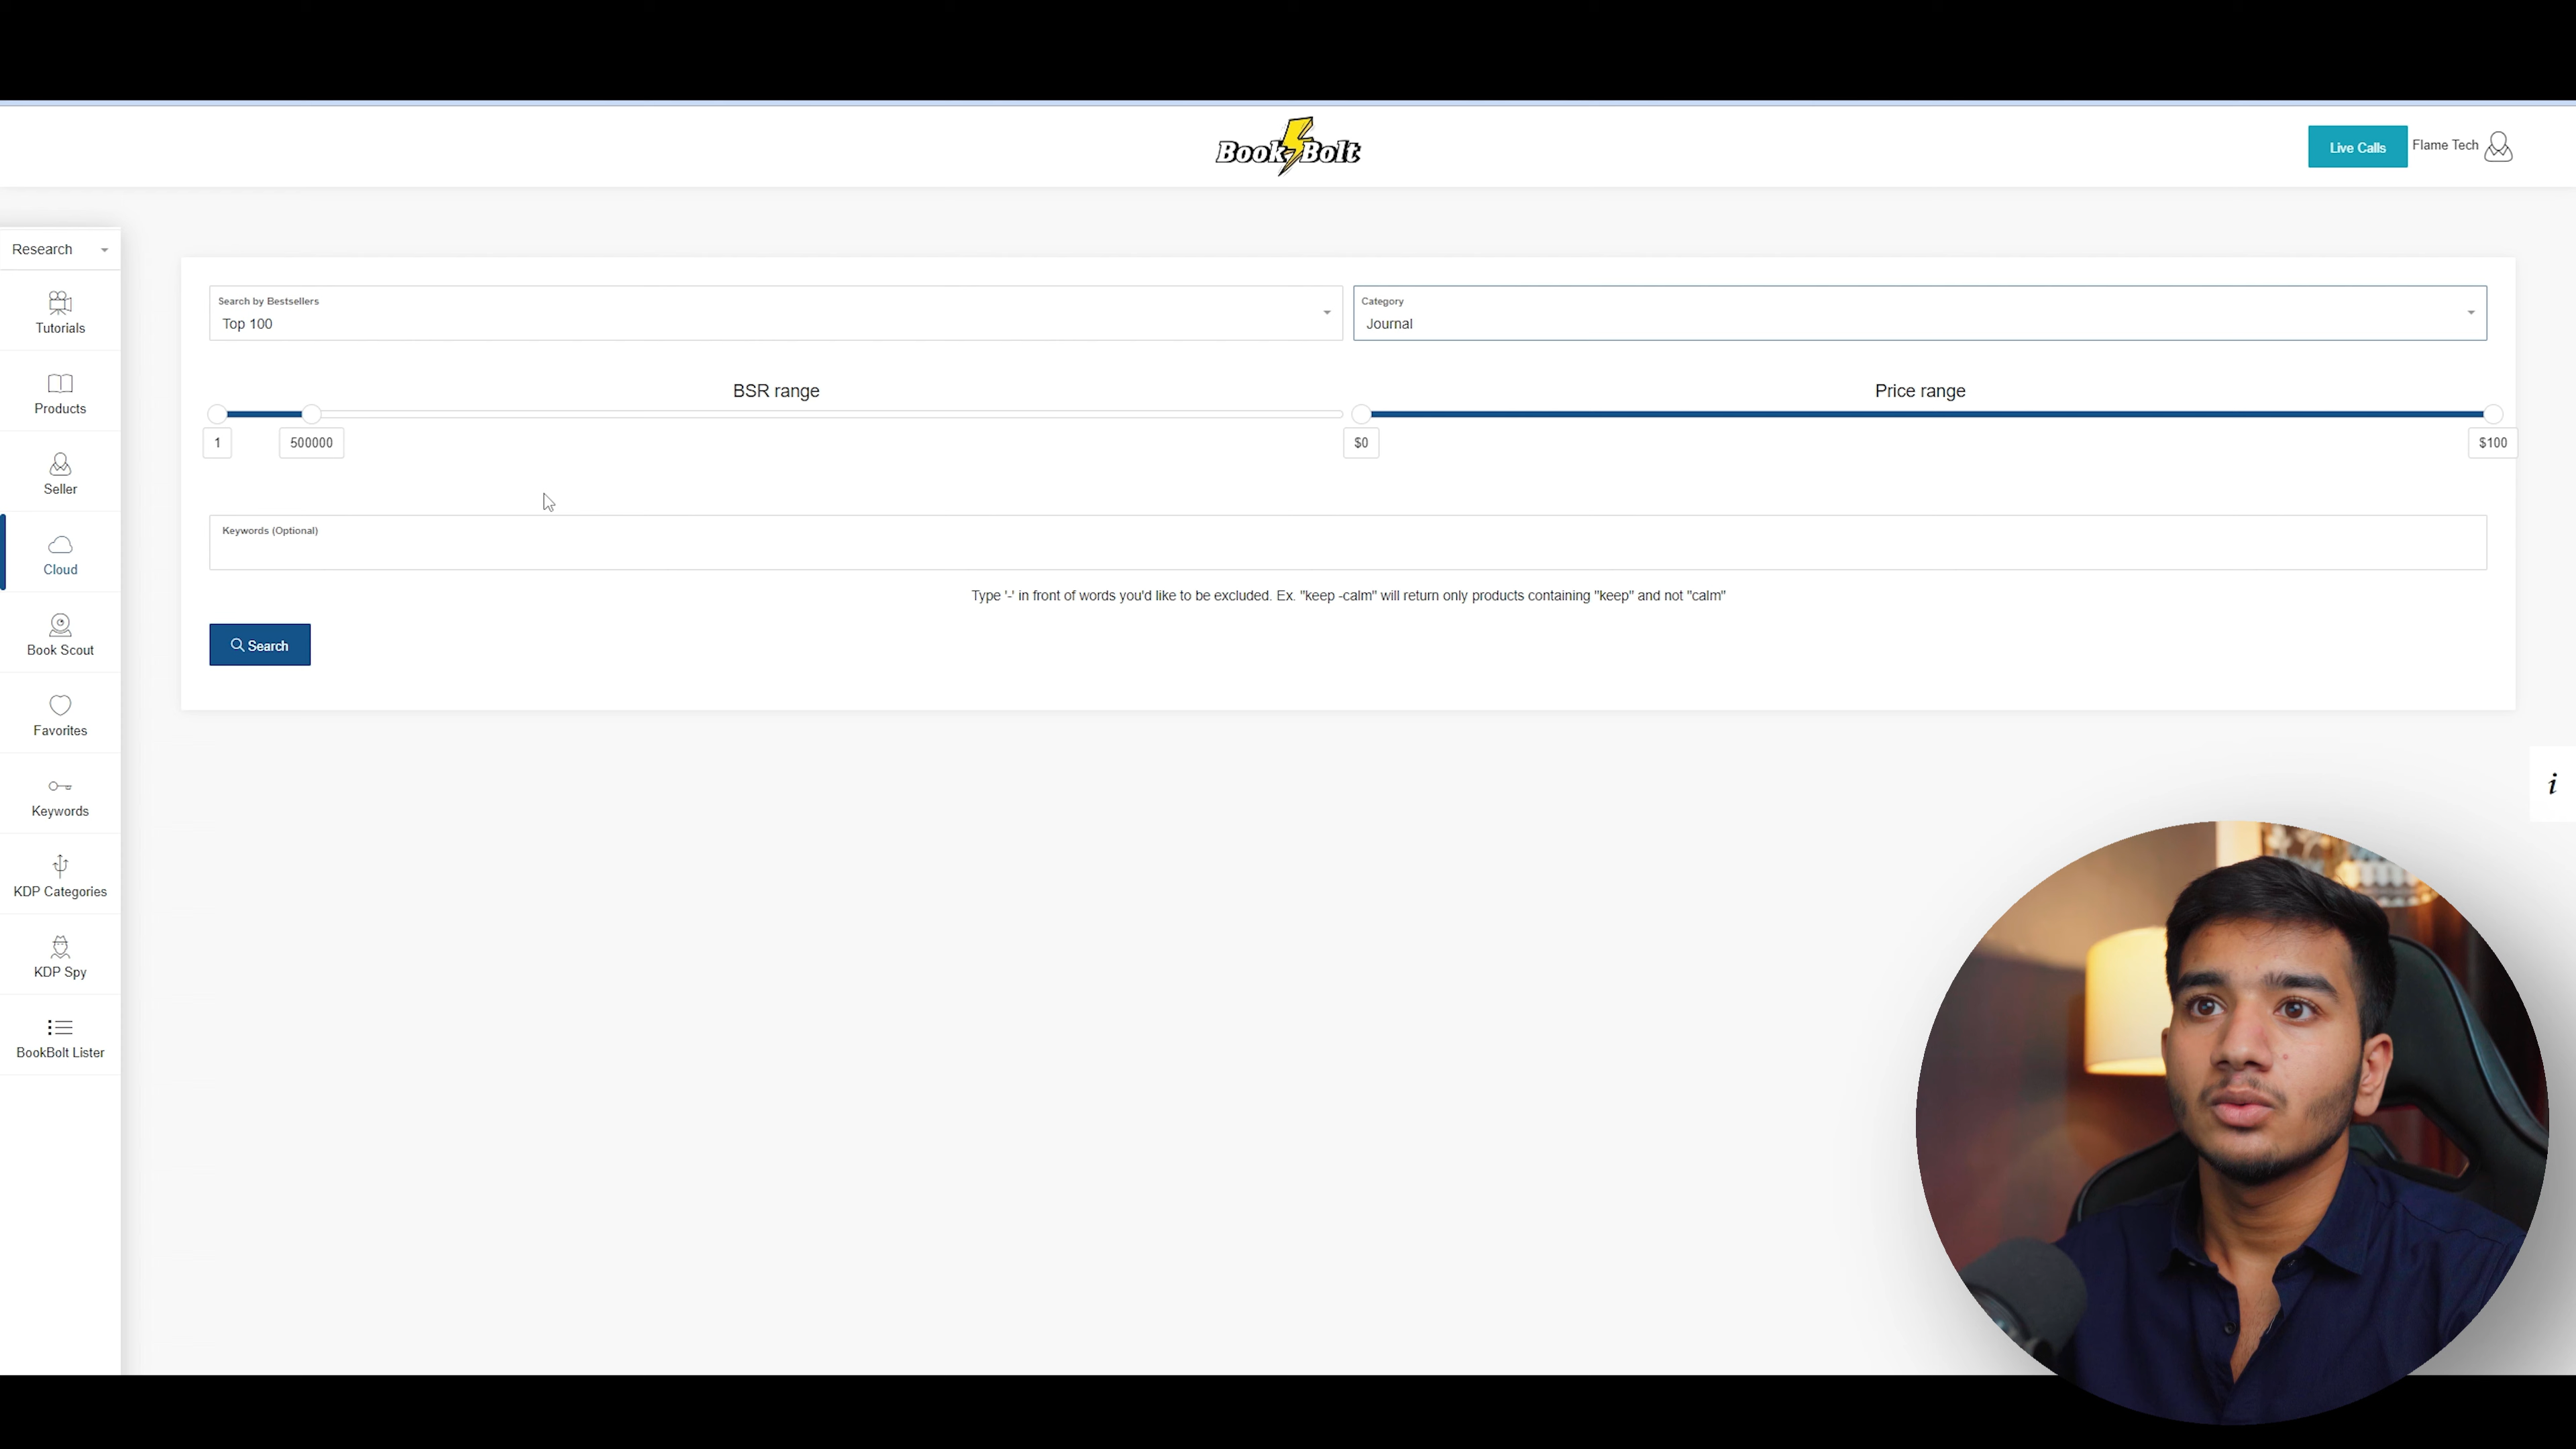 Book Bolt
Live Calls
Flame Tech
Research
Tutorials
Products
Seller
Cloud
Book Scout
Favorites
Keywords
KDP Categories
KDP Spy
BookBolt Lister
Search by Bestsellers
Top 100
Category
Journal
BSR range
1
500000
Price range
$0
$100
Keywords (Optional)
Type '-' in front of words you'd like to be excluded. Ex. "keep -calm" will return only products containing "keep" and not "calm"
Search
i